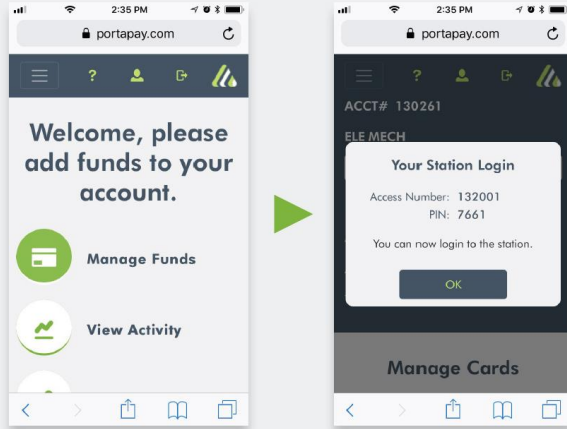 2:35 PM
portapay.com
?
Welcome, please
add funds to your
account.
Manage Funds
View Activity
2:35 PM
portapay.com
?
ACCT# 130261
ELE MECH
Your Station Login
Access Number: 132001
PIN: 7661
You can now login to the station.
OK
Manage Cards